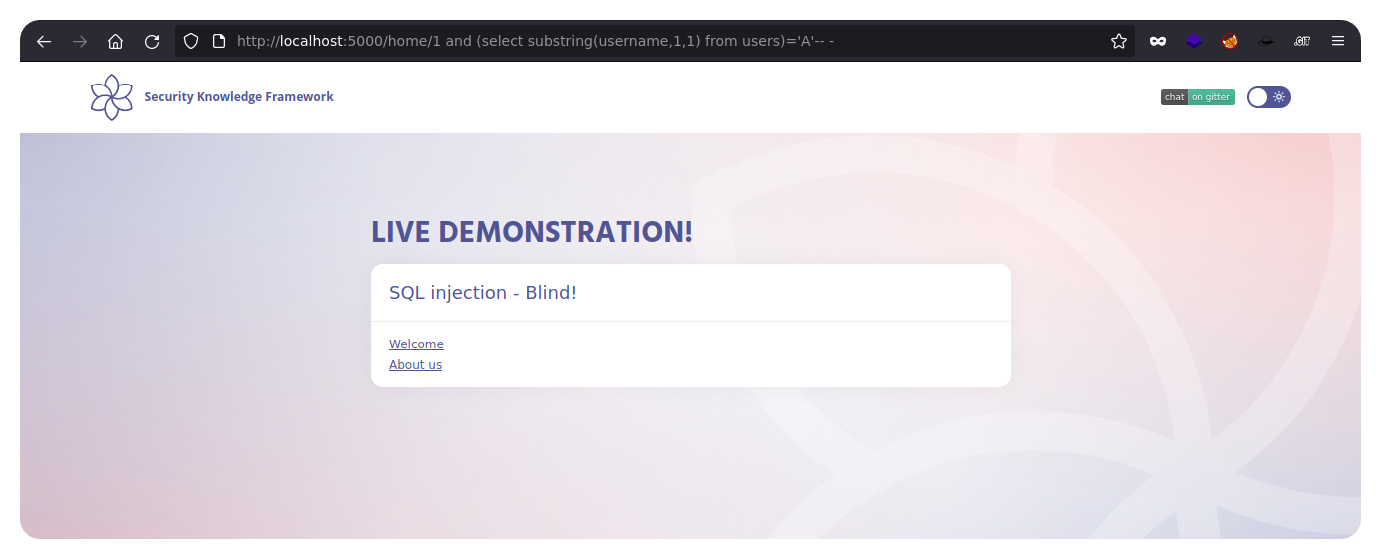 http://localhost:5000/home/1 and (select substring(username,1,1) from users)='A'-- -
.GIT
Security Knowledge Framework
chat on gitter
LIVE DEMONSTRATION!
SQL injection - Blind!
Welcome
About us